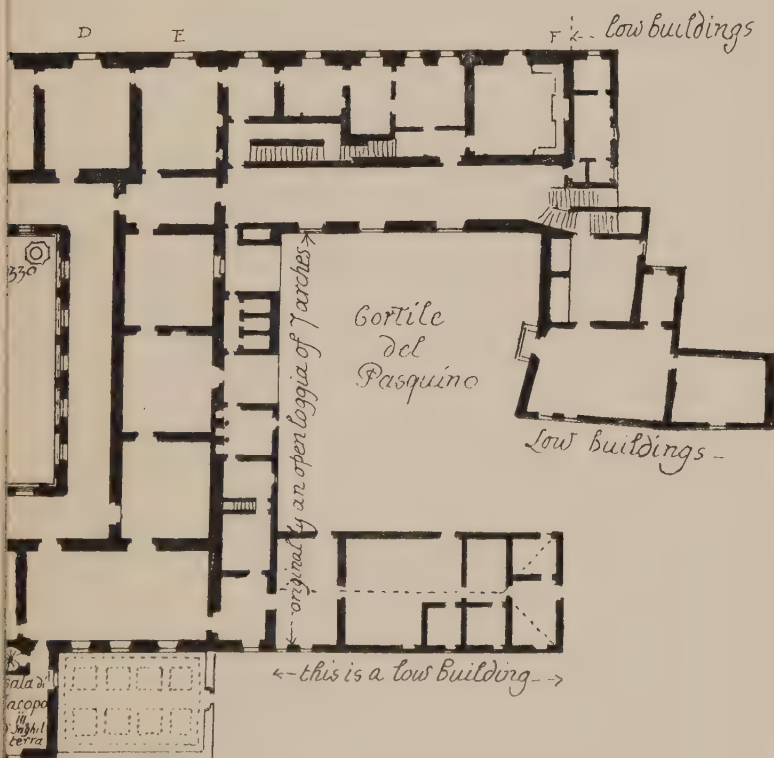 D E F
low buildings
330
originally an open loggia of 7 arches
Cortile
del
Pasquino
Low buildings
this is a low building
Sala di
Jacopo
iii
d'Inghil
terra